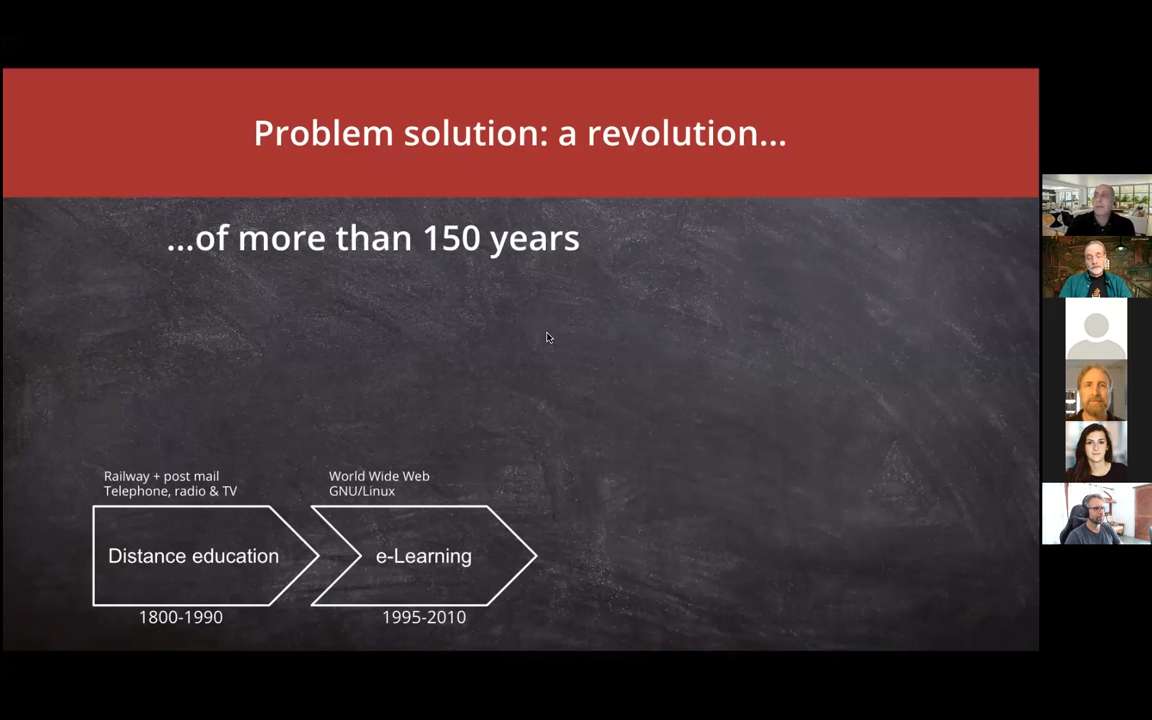 Problem solution: a revolution...
...of more than 150 years
Railway + post mail
Telephone, radio & TV
World Wide Web
GNU/Linux
Distance education
e-Learning
1800-1990
1995-2010